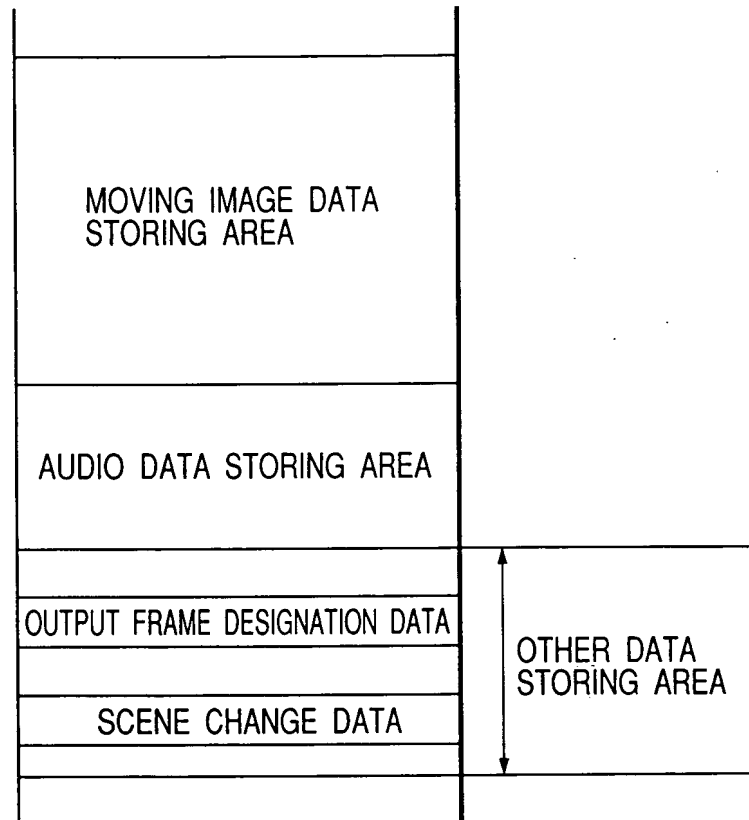 MOVING IMAGE DATA
STORING AREA
AUDIO DATA STORING AREA
OUTPUT FRAME DESIGNATION DATA
SCENE CHANGE DATA
OTHER DATA
STORING AREA